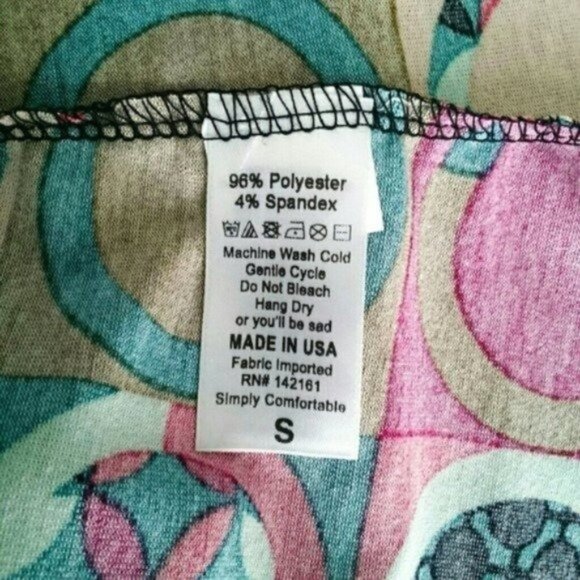 96% Polyester
4% Spandex
Machine Wash Cold
Gentle Cycle
Do Not Bleach
Hang Dry
or you'll be sad
MADE IN USA
Fabric Imported
RN# 142161
Simply Comfortable
S